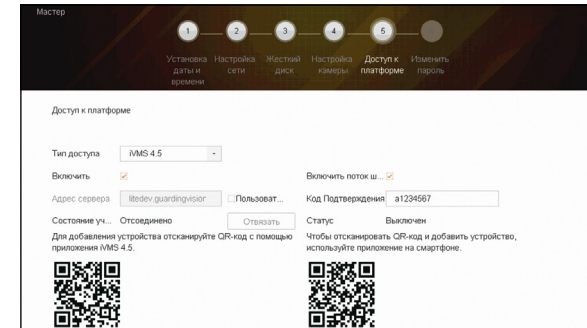 Мастер
1 2 3 4 5
Установка даты и времени
Настройка сети
Жесткий диск
Настройка камеры
Доступ к платформе
Изменить пароль
Доступ к платформе
Тип доступа iVMS 4.5
Включить Включить поток ш...
Адрес сервера litedev.guardingvision Пользоват... Код Подтверждения a1234567
Состояние уч... Отсоединено Отвязать Статус Выключен
Для добавления устройства отсканируйте QR-код с помощью
приложения iVMS 4.5.
Чтобы отсканировать QR-код и добавить устройство,
используйте приложение на смартфоне.